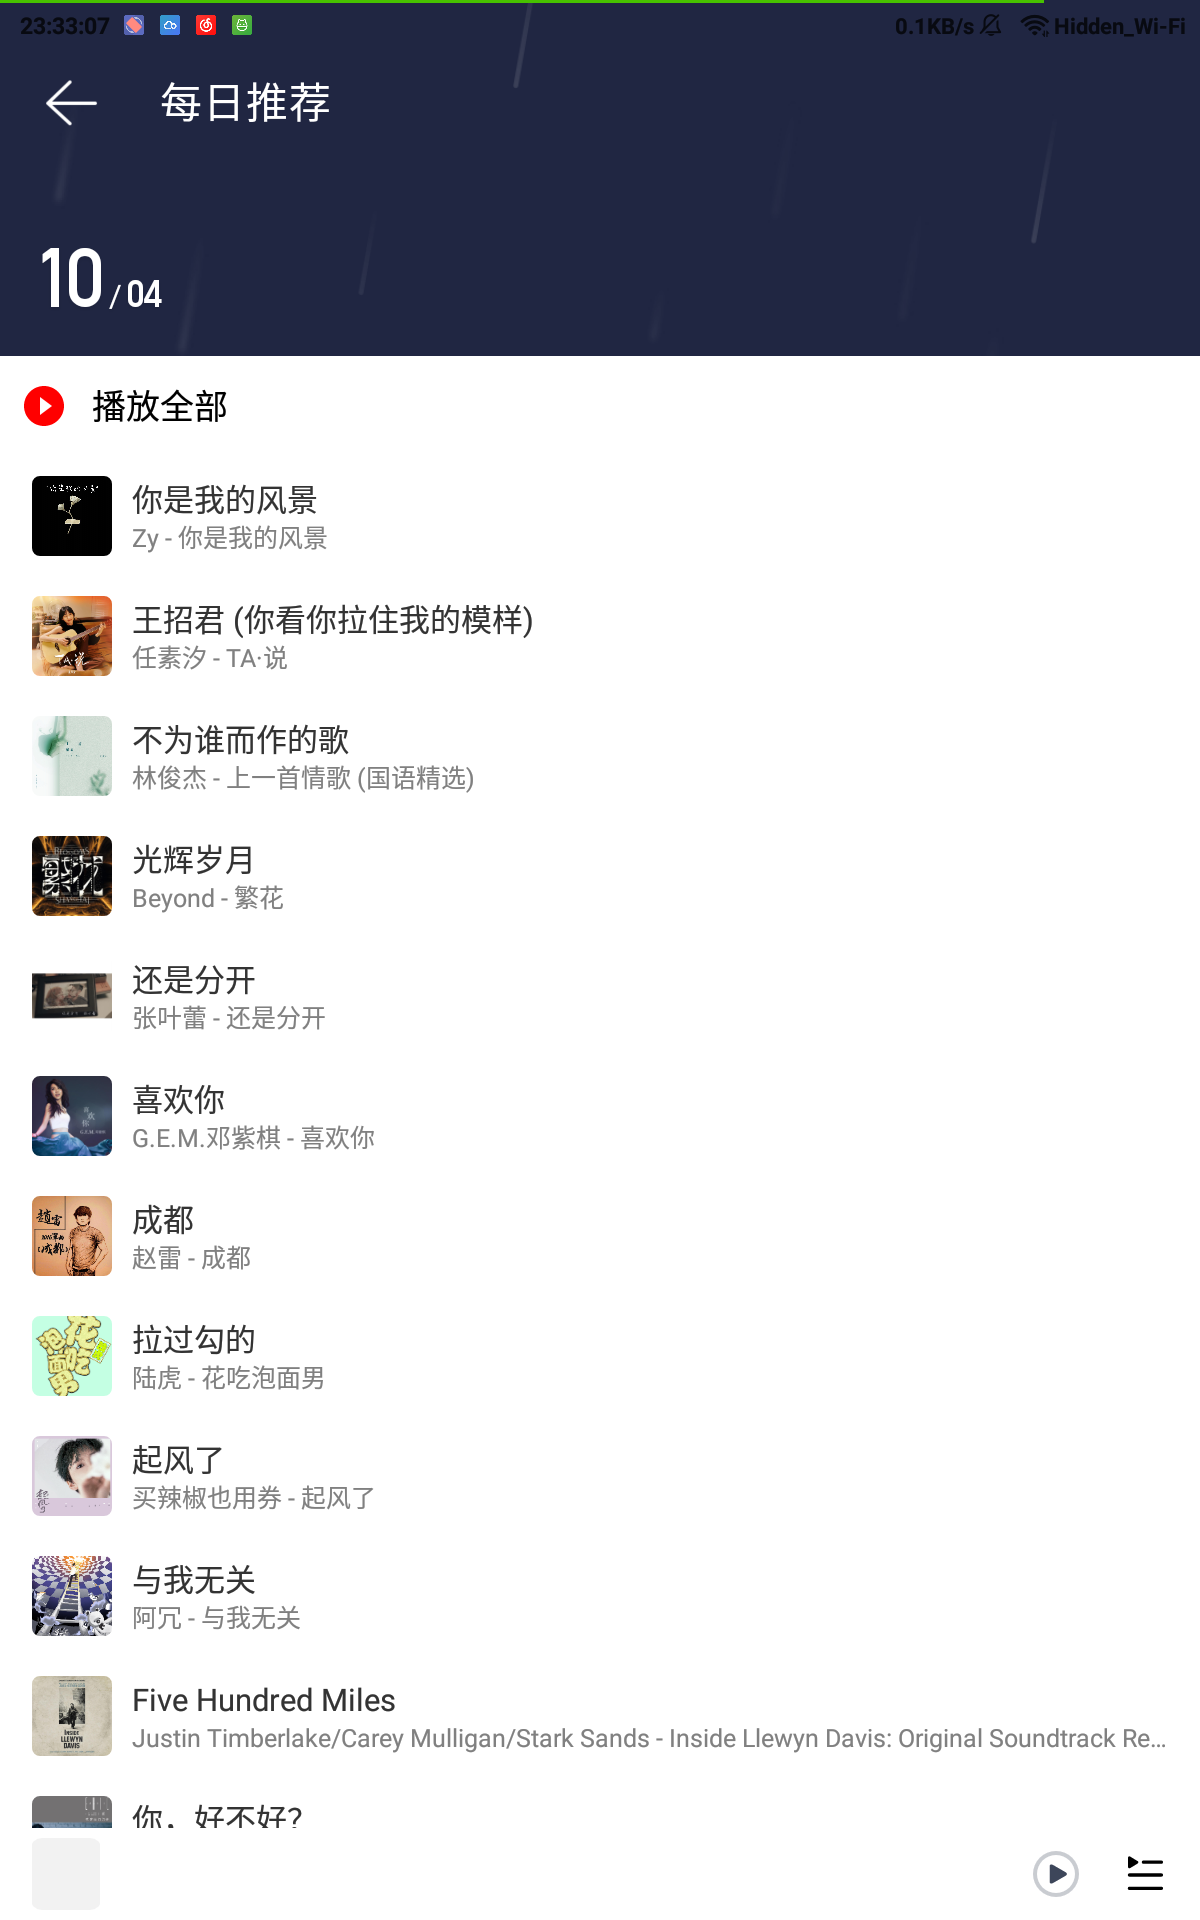 23:33:07
0.1KB/s
Hidden_Wi-Fi
每日推荐
10/04
播放全部
你是我的风景
Zy - 你是我的风景
王招君 (你看你拉住我的模样)
任素汐 - TA·说
不为谁而作的歌
林俊杰 - 上一首情歌 (国语精选)
光辉岁月
Beyond - 繁花
还是分开
张叶蕾 - 还是分开
喜欢你
G.E.M.邓紫棋 - 喜欢你
成都
赵雷 - 成都
拉过勾的
陆虎 - 花吃泡面男
起风了
买辣椒也用券 - 起风了
与我无关
阿冗 - 与我无关
Five Hundred Miles
Justin Timberlake/Carey Mulligan/Stark Sands - Inside Llewyn Davis: Original Soundtrack Re...
你，好不好?